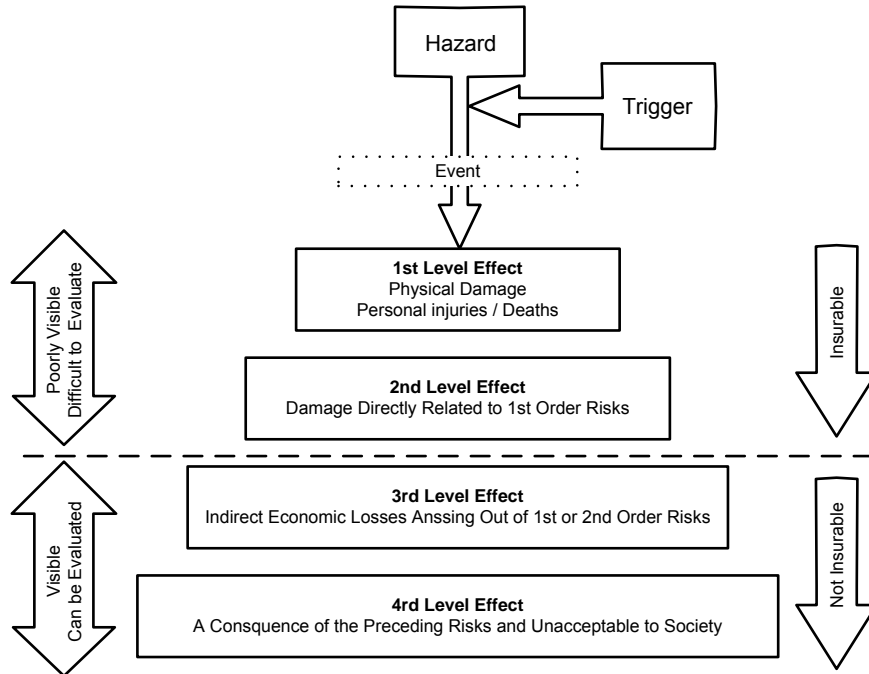 Hazard
Trigger
Event
1st Level Effect
Physical Damage
Personal injuries / Deaths
Poorly Visible
Difficult to Evaluate
Insurable
2nd Level Effect
Damage Directly Related to 1st Order Risks
3rd Level Effect
Indirect Economic Losses Anssing Out of 1st or 2nd Order Risks
Visible
Can be Evaluated
Not Insurable
4rd Level Effect
A Consquence of the Preceding Risks and Unacceptable to Society